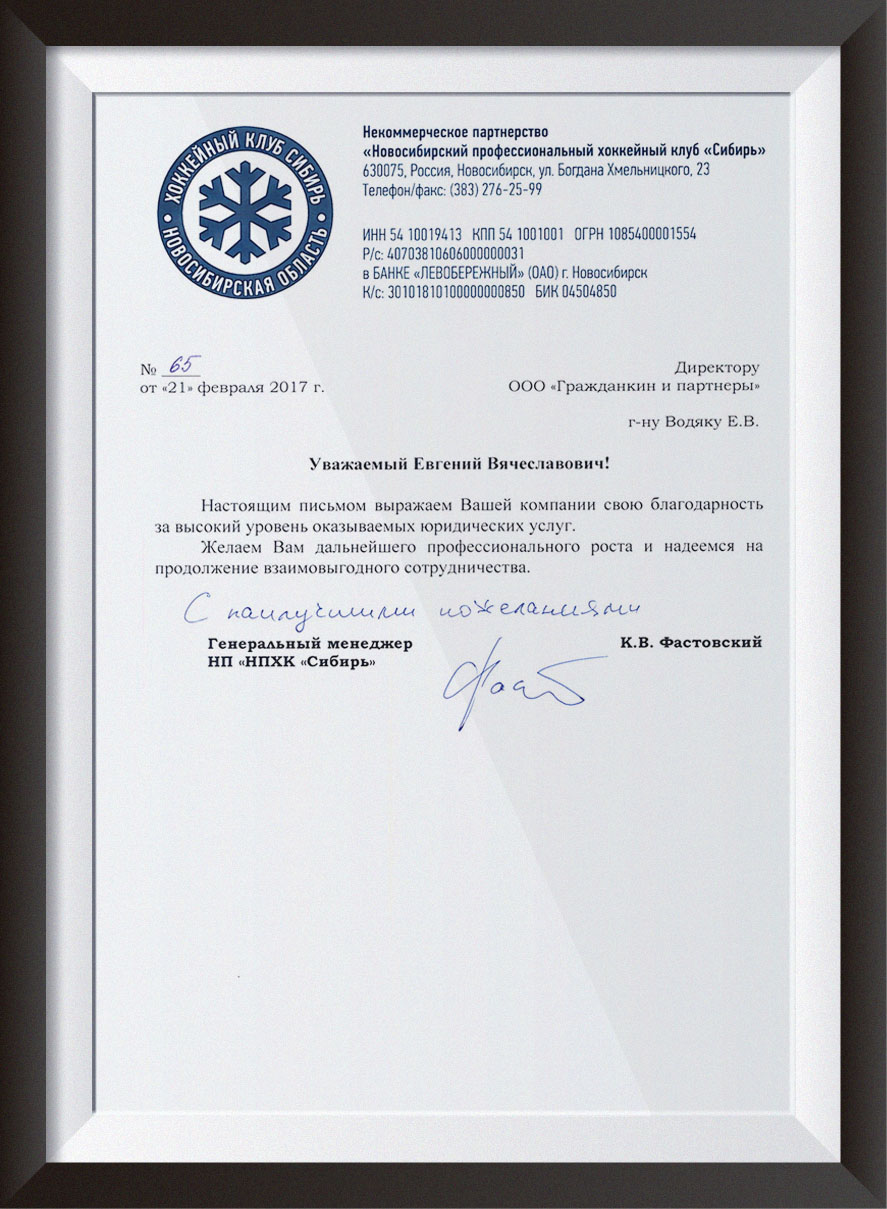 ХОККЕЙНЫЙ КЛУБ СИБИРЬ
НОВОСИБИРСКАЯ ОБЛАСТЬ
Некоммерческое партнерство
«Новосибирский профессиональный хоккейный клуб «Сибирь»
630075, Россия, Новосибирск, ул. Богдана Хмельницкого, 23
Телефон/факс: (383) 276-25-99
ИНН 54 10019413 КПП 54 1001001 ОГРН 1085400001554
Р/с: 40703810606000000031
в БАНКЕ «ЛЕВОБЕРЕЖНЫЙ» (ОАО) г. Новосибирск
К/с: 30101810100000000850 БИК 04504850
№ 65
от «21» февраля 2017 г.
Директору
ООО «Гражданкин и партнеры»
г-ну Водяку Е.В.
Уважаемый Евгений Вячеславович!
Настоящим письмом выражаем Вашей компании свою благодарность
за высокий уровень оказываемых юридических услуг.
Желаем Вам дальнейшего профессионального роста и надеемся на
продолжение взаимовыгодного сотрудничества.
С наилучшими пожеланиями
Генеральный менеджер
НП «НПХК «Сибирь»
К.В. Фастовский